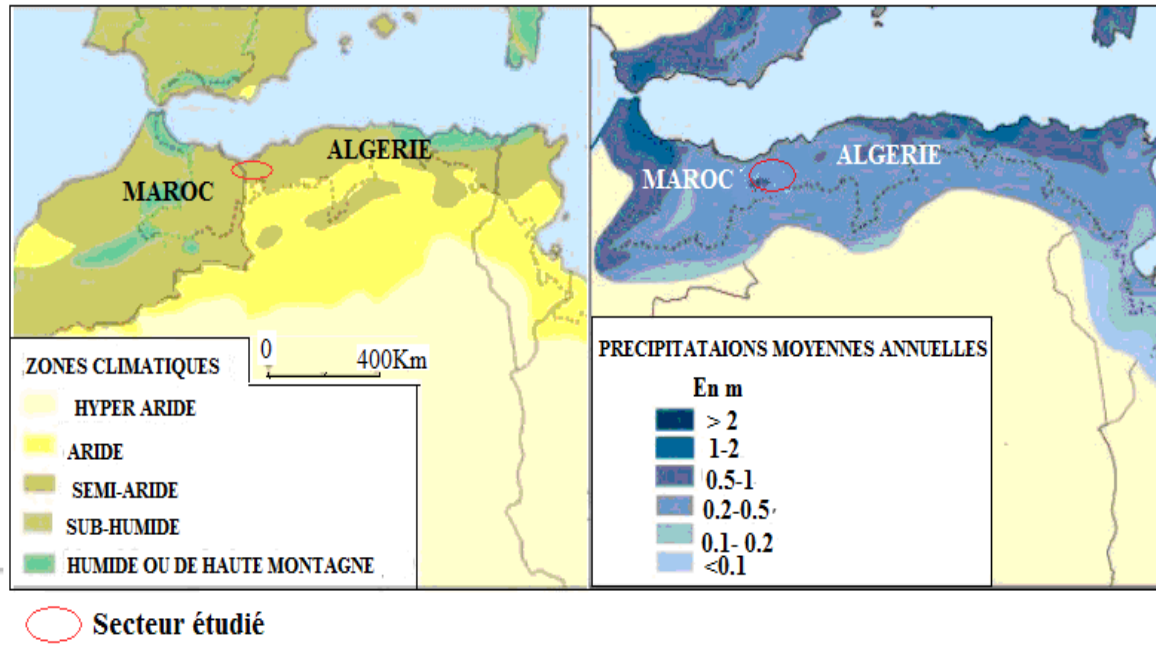 MAROC
ALGERIE
0
400Km
ZONES CLIMATIQUES
HYPER ARIDE
ARIDE
SEMI-ARIDE
SUB-HUMIDE
HUMIDE OU DE HAUTE MONTAGNE
MAROC
ALGERIE
PRECIPITATAIONS MOYENNES ANNUELLES
En m
> 2
1-2
0.5-1
0.2-0.5
0.1- 0.2
<0.1
Secteur étudié